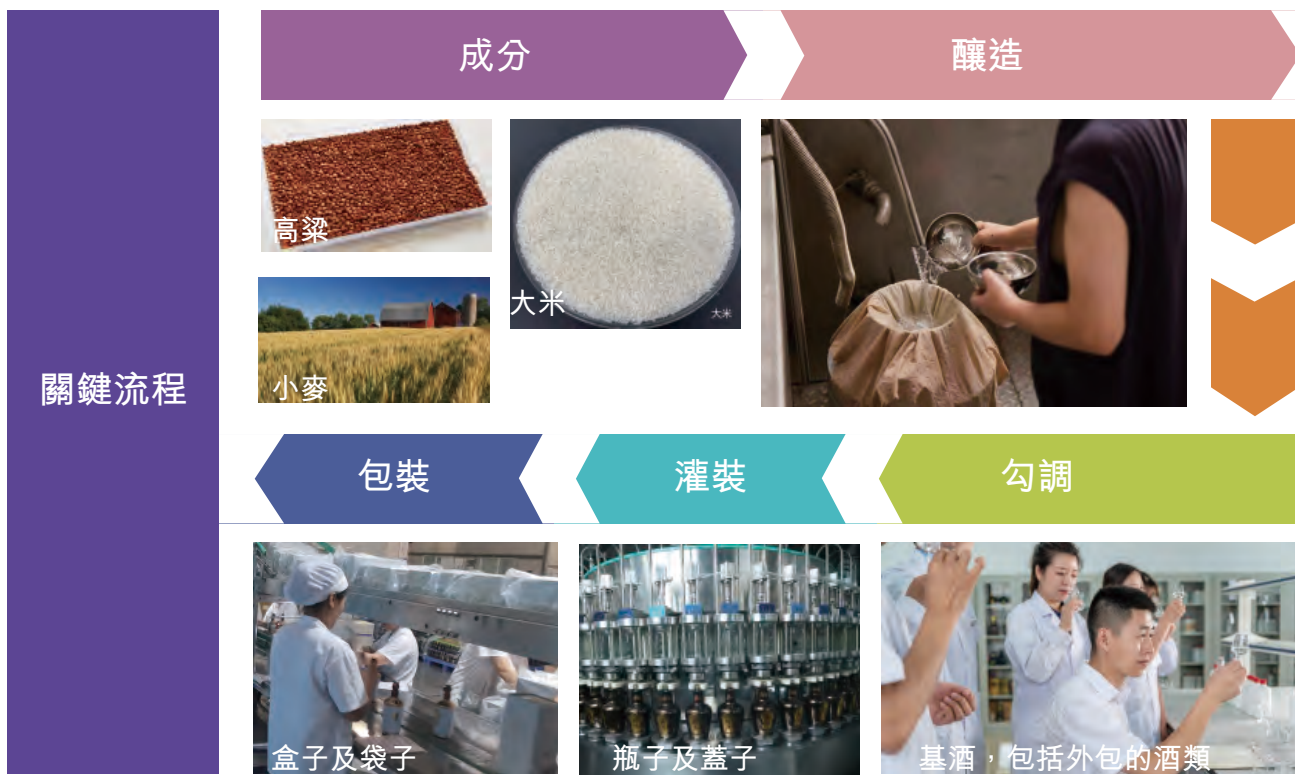 關鍵流程
成分
釀造
高粱
大米
大米
小麥
包裝
灌裝
勾調
盒子及袋子
瓶子及蓋子
基酒，包括外包的酒類